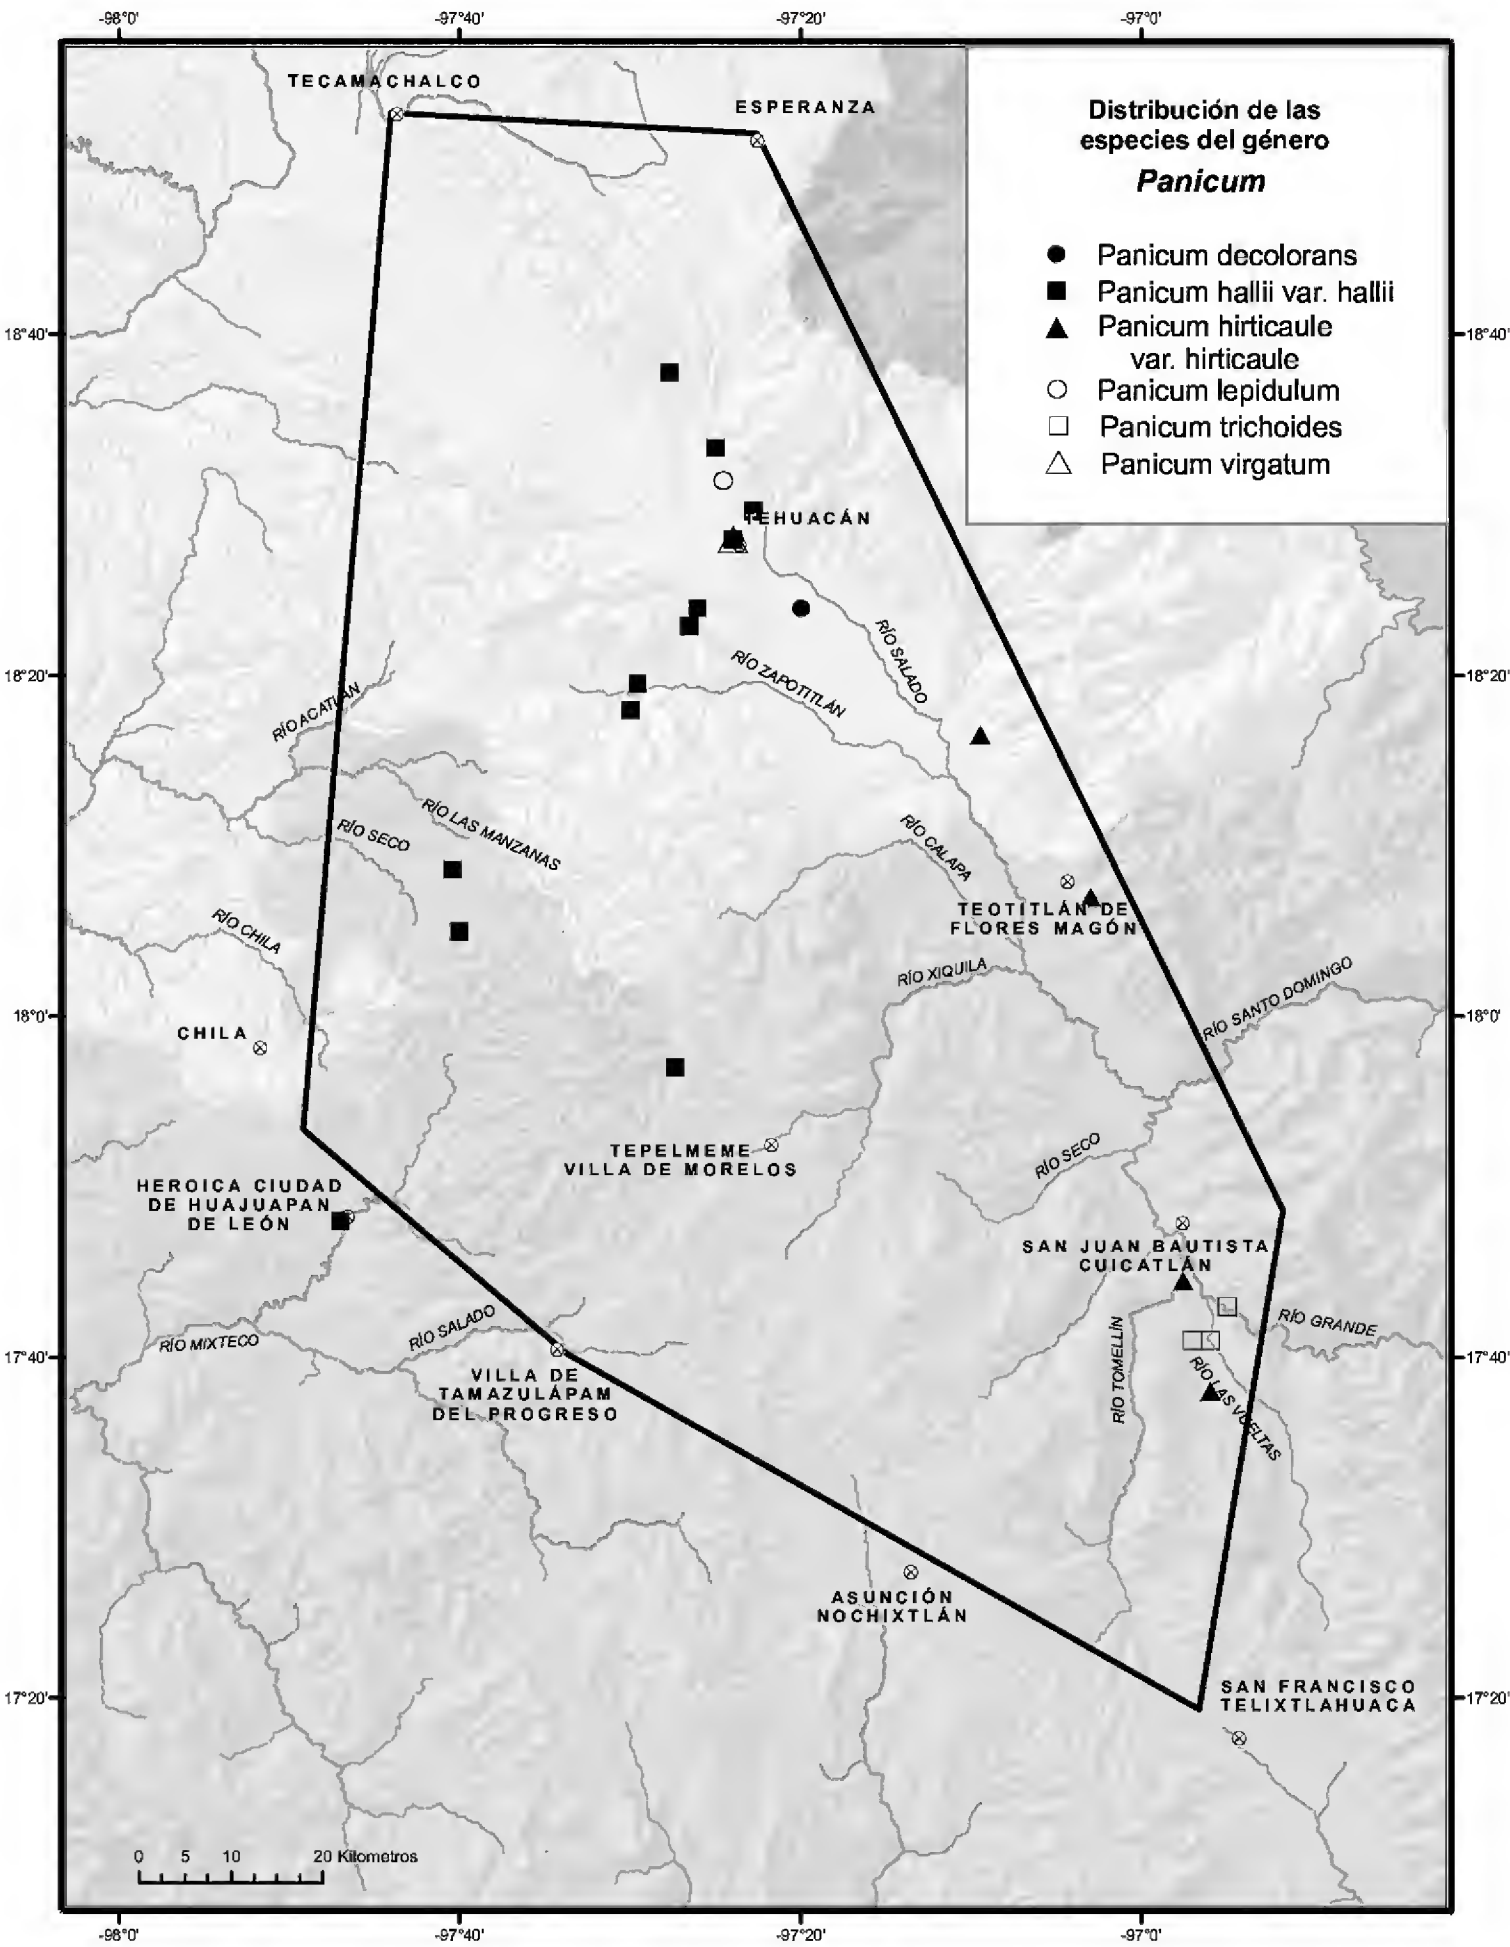 -98°0'
-97°40'
-97°20'
-97°0'
TECAMACHALCO
ESPERANZA
Distribución de las
especies del género
Panicum
Panicum decolorans
Panicum hallii var. hallii
Panicum hirticaule
var. hirticaule
Panicum lepidulum
Panicum trichoides
Panicum virgatum
18°40'
18°40'
TEHUACÁN
RÍO SALADO
RÍO ZAPOTITLÁN
18°20'
18°20'
RÍO ACATLÁN
RÍO LAS MANZANAS
RÍO SECO
RÍO CALAPA
TEOTITLÁN DE
FLORES MAGÓN
RÍO CHILA
RÍO XIQUILA
RÍO SANTO DOMINGO
18°0'
18°0'
CHILA
TEPELMEME
VILLA DE MORELOS
RÍO SECO
HEROICA CIUDAD
DE HUAJUAPAN
DE LEÓN
SAN JUAN BAUTISTA
CUICATLÁN
RÍO SALADO
RÍO MIXTECO
RÍO GRANDE
RÍO TOMELLÍN
17°40'
17°40'
RÍO LAS VUELTAS
VILLA DE
TAMAZULÁPAM
DEL PROGRESO
ASUNCIÓN
NOCHIXTLÁN
17°20'
17°20'
SAN FRANCISCO
TELIXTLAHUACA
0 5 10 20 Kilometros
-98°0'
-97°40'
-97°20'
-97°0'